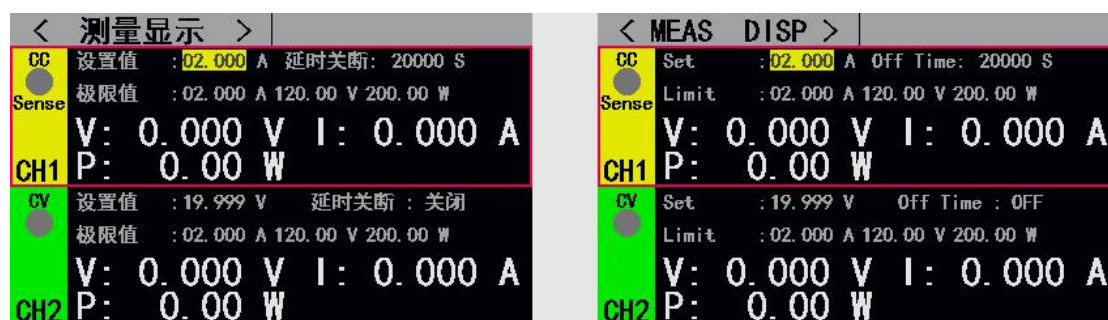 < 测量显示 >
CC 设置值 :02.000 A 延时关断: 20000 S
Sense 极限值 :02.000 A 120.00 V 200.00 W
V: 0.000 V I: 0.000 A
CH1 P: 0.00 W
CV 设置值 :19.999 V 延时关断 : 关闭
极限值 :02.000 A 120.00 V 200.00 W
V: 0.000 V I: 0.000 A
CH2 P: 0.00 W
< MEAS DISP >
CC Set :02.000 A Off Time: 20000 S
Sense Limit :02.000 A 120.00 V 200.00 W
V: 0.000 V I: 0.000 A
CH1 P: 0.00 W
CV Set :19.999 V Off Time : OFF
Limit :02.000 A 120.00 V 200.00 W
V: 0.000 V I: 0.000 A
CH2 P: 0.00 W